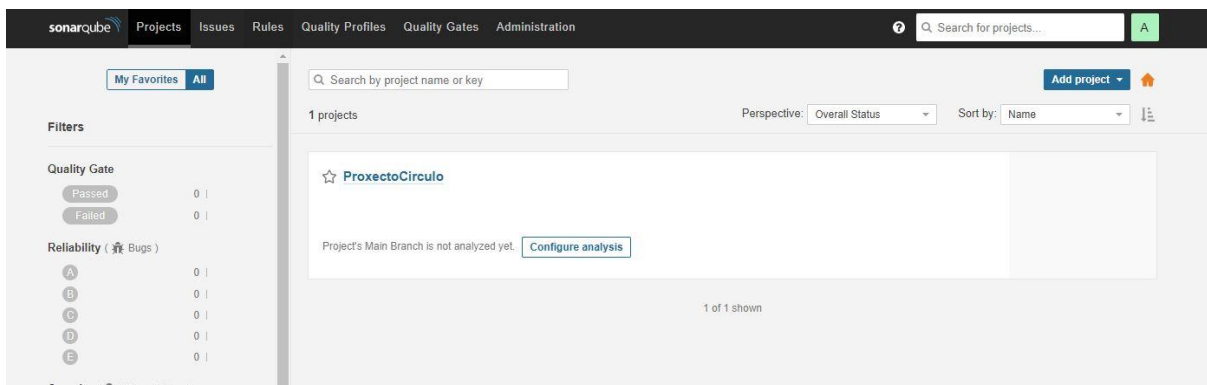 sonarqube Projects Issues Rules Quality Profiles Quality Gates Administration ? Search for projects... A
My Favorites All
Search by project name or key
Add project
1 projects
Perspective: Overall Status Sort by: Name
Filters
Quality Gate
Passed 0
Failed 0
Reliability ( Bugs )
A 0
B 0
C 0
D 0
E 0
ProxectoCirculo
Project's Main Branch is not analyzed yet. Configure analysis
1 of 1 shown